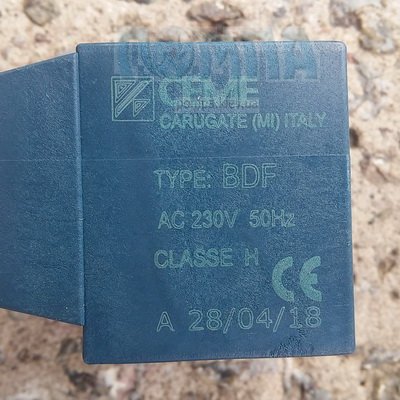 CEME
CARUGATE (MI) ITALY
TYPE: BDF
AC 230V 50Hz
CLASSE H
CE
A 28/04/18